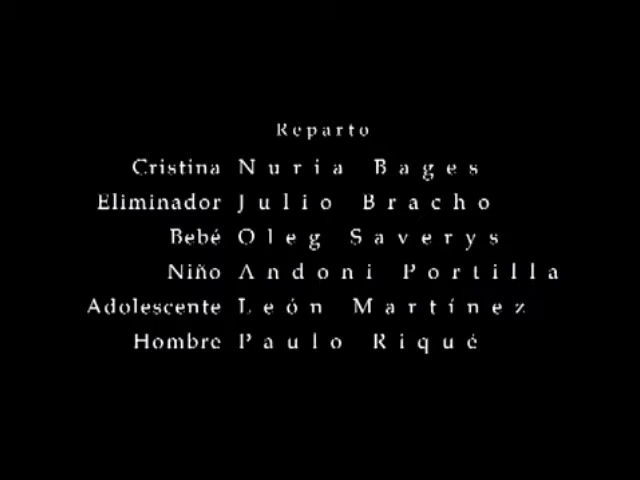 Reparto
Cristina Nuria Bages
Eliminador Julio Bracho
Bebé Oleg Saverys
Niño Andoni Portilla
Adolescente León Martínez
Hombre Paulo Riqué